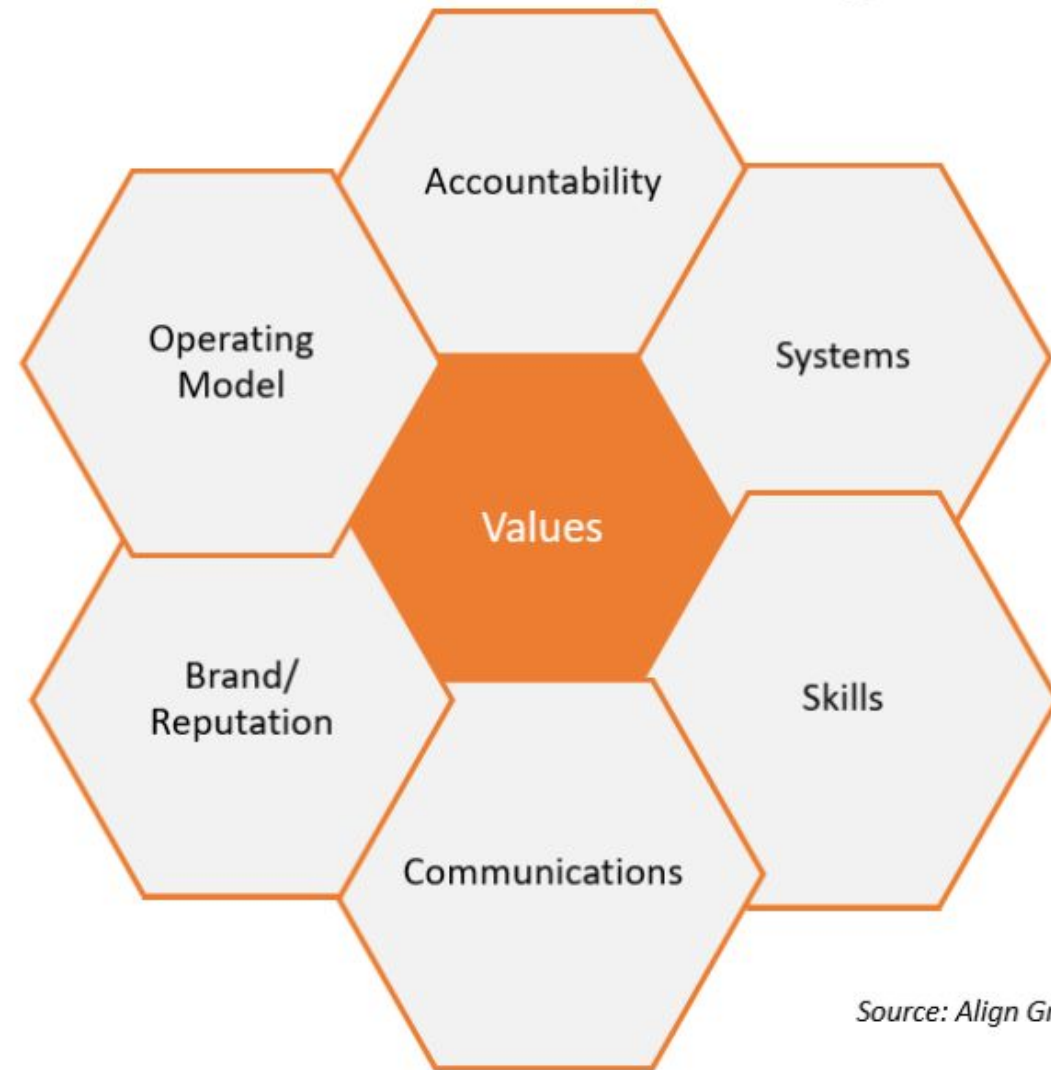 Accountability
Operating
Model
Systems
Values
Brand/
Reputation
Skills
Communications
Source: Align